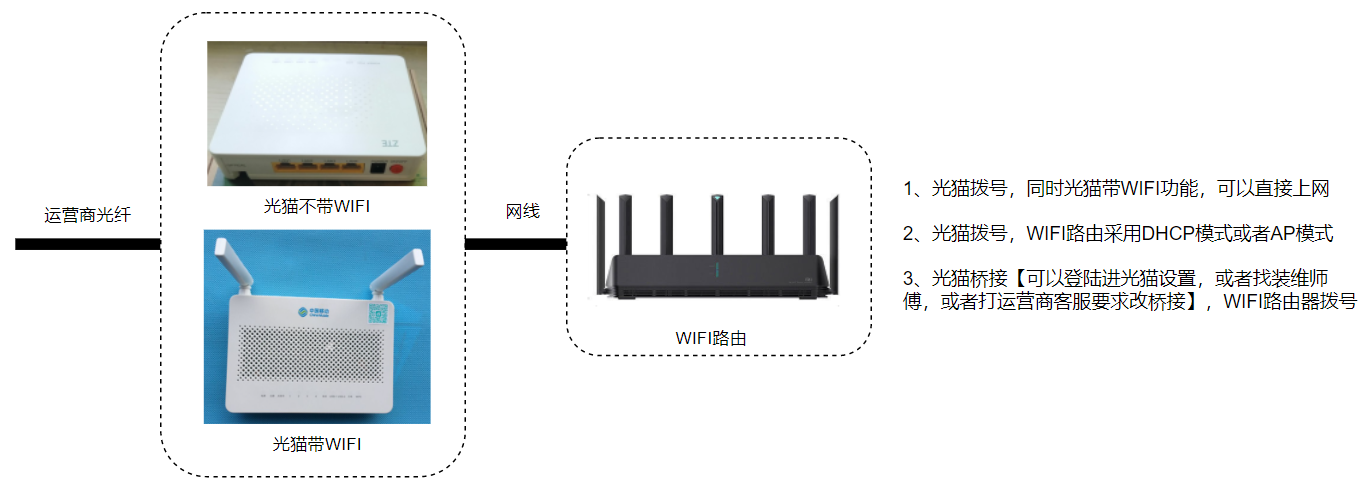 运营商光纤
ZTE
光猫不带WIFI
中国移动
光猫带WIFI
网线
WIFI路由
1、光猫拨号，同时光猫带WIFI功能，可以直接上网
2、光猫拨号，WIFI路由采用DHCP模式或者AP模式
3、光猫桥接【可以登陆进光猫设置，或者找装维师
傅，或者打运营商客服要求改桥接】，WIFI路由器拨号